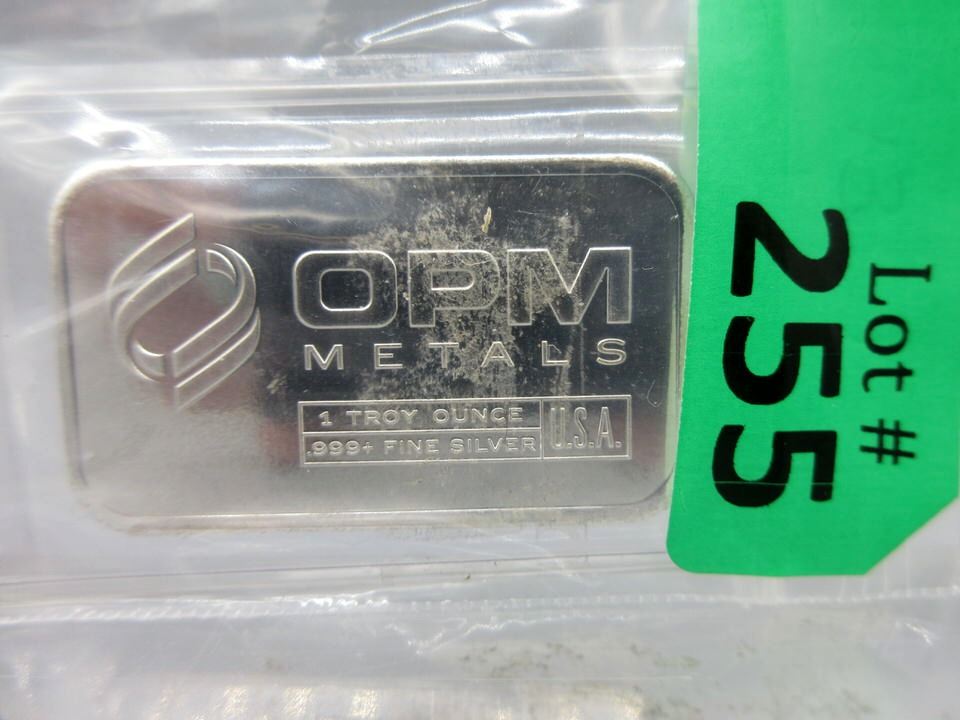 OPM
METALS
1 TROY OUNCE
.999+ FINE SILVER
U.S.A.
Lot #
255